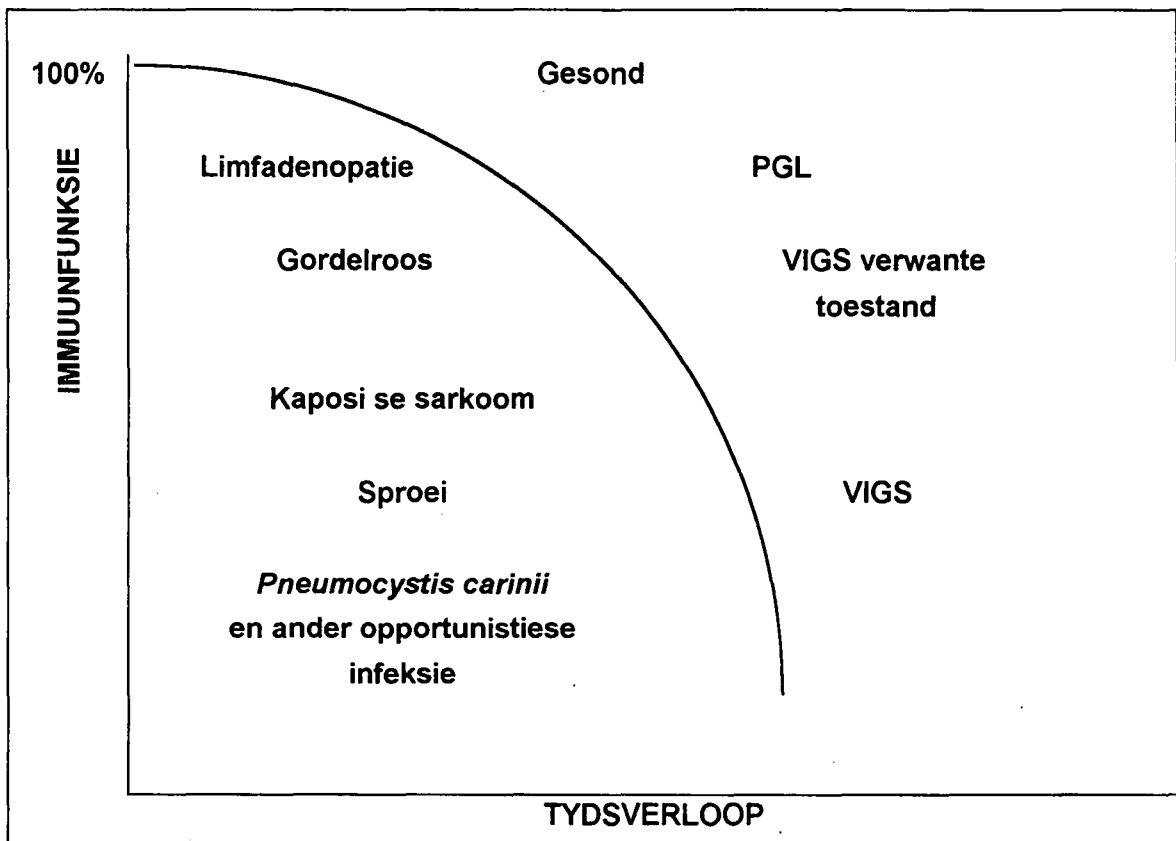 100%
Gesond
Limfadenopatie
PGL
Gordelroos
VIGS verwante
toestand
Kaposi se sarkoom
Sproei
VIGS
Pneumocystis carinii
en ander opportunistiese
infeksie
IMMUUNFUNKSIE
TYDSVERLOOP